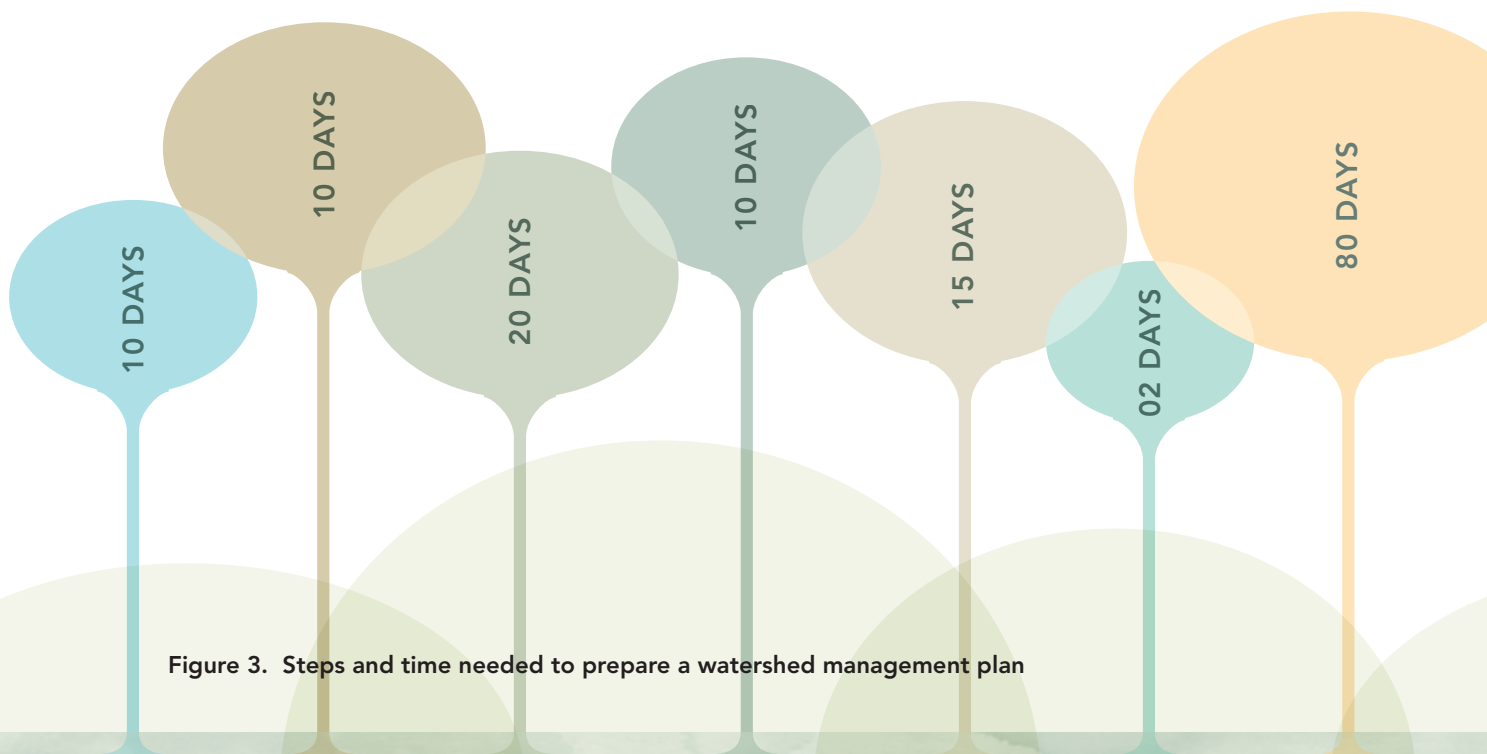 10 DAYS
10 DAYS
20 DAYS
10 DAYS
15 DAYS
02 DAYS
80 DAYS
Figure 3. Steps and time needed to prepare a watershed management plan